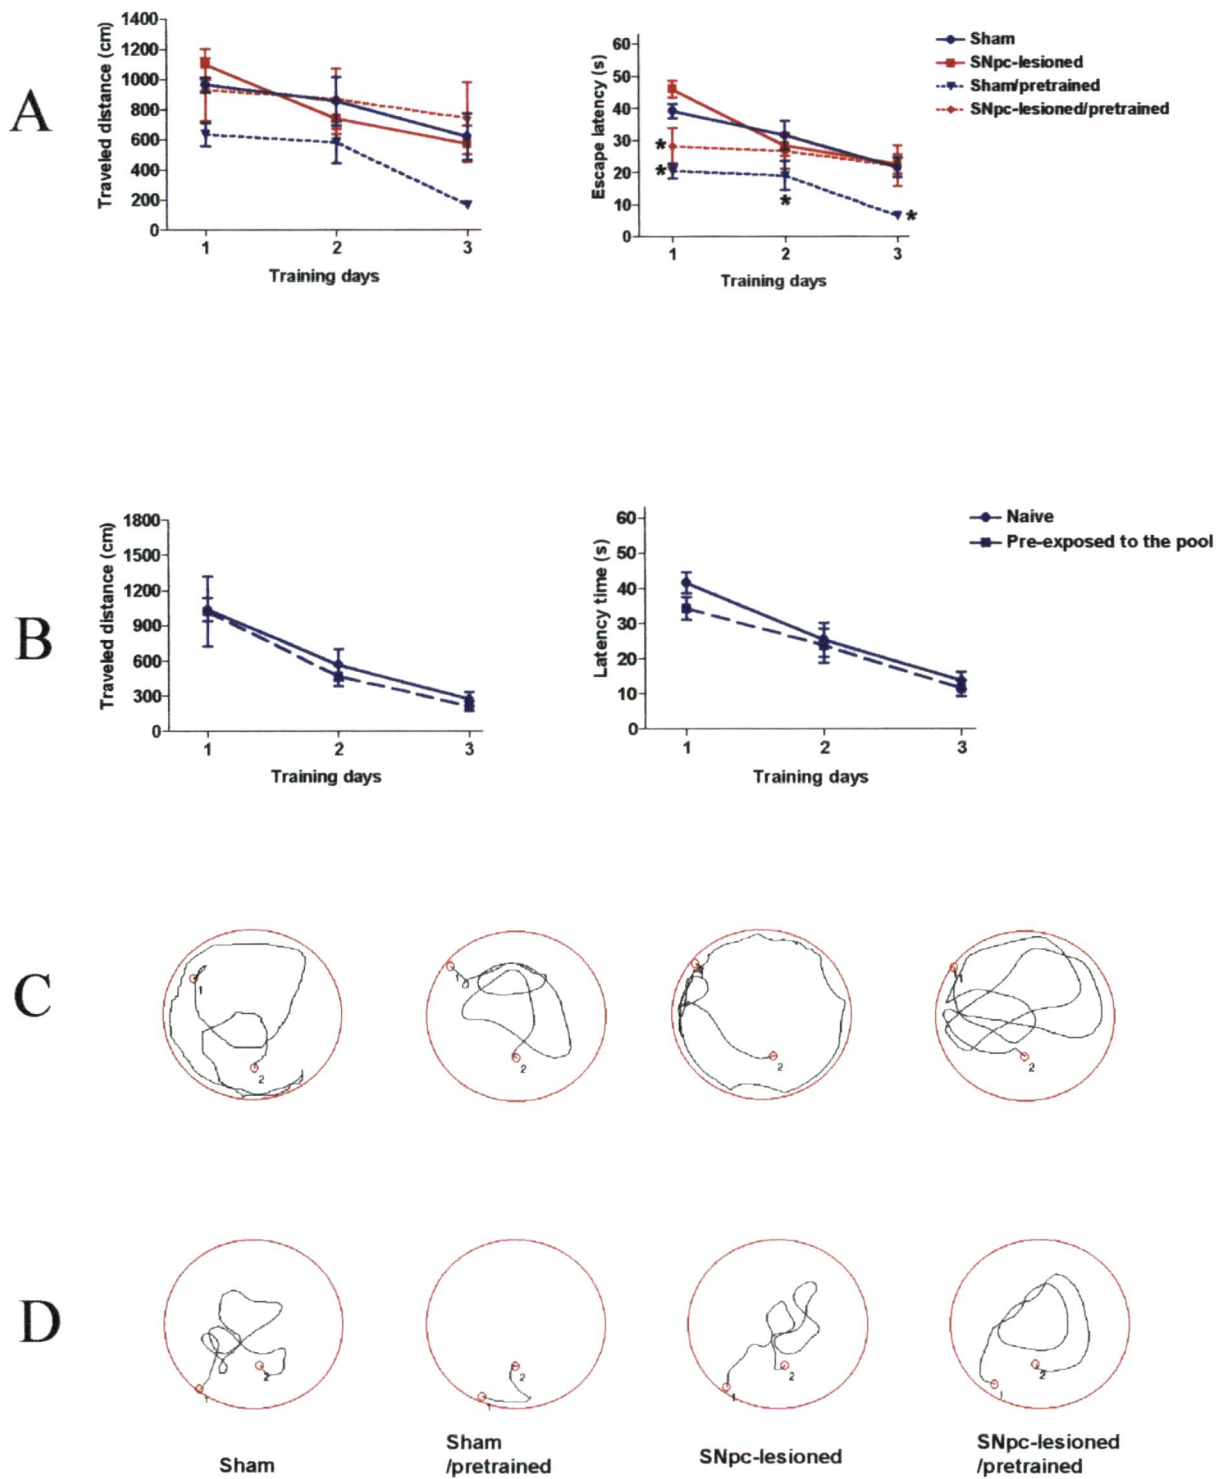 A
Traveled distance (cm)
1400
1200
1000
800
600
400
200
0
1 2 3
Training days
Escape latency (s)
60
50
40
30
20
10
0
*
*
*
*
1 2 3
Training days
Sham
SNpc-lesioned
Sham/pretrained
SNpc-lesioned/pretrained
B
Traveled distance (cm)
1800
1500
1200
900
600
300
0
1 2 3
Training days
Latency time (s)
60
50
40
30
20
10
0
1 2 3
Training days
Naive
Pre-exposed to the pool
C
1
2
1
2
2
1
2
D
1
2
1
2
1
2
1
2
Sham
Sham
/pretrained
SNpc-lesioned
SNpc-lesioned
/pretrained